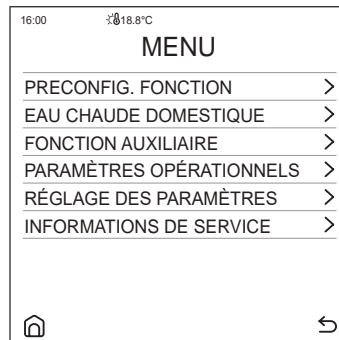 16:00 18.8°C
MENU
PRECONFIG. FONCTION
EAU CHAUDE DOMESTIQUE
FONCTION AUXILIAIRE
PARAMÈTRES OPÉRATIONNELS
RÉGLAGE DES PARAMÈTRES
INFORMATIONS DE SERVICE